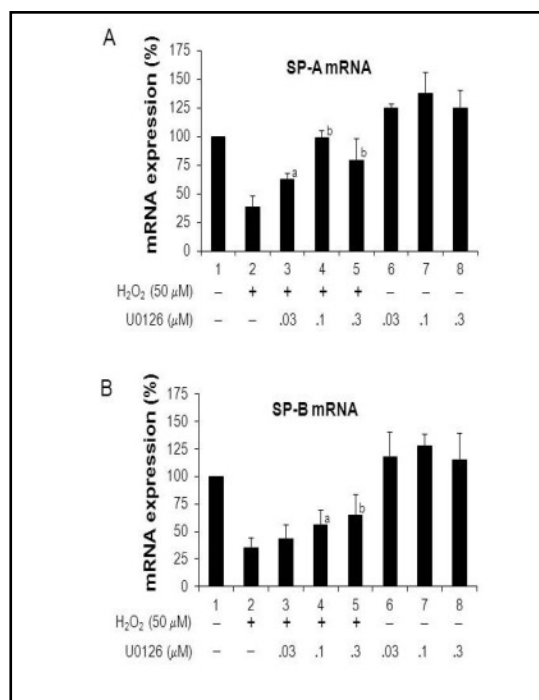 A
SP-A mRNA
mRNA expression (%)
175
150
125
100
75
50
25
0
a
b
b
1 2 3 4 5 6 7 8
H₂O₂ (50 μM) – + + + + – – –
U0126 (μM) – – .03 .1 .3 .03 .1 .3
B
SP-B mRNA
mRNA expression (%)
175
150
125
100
75
50
25
0
a
b
1 2 3 4 5 6 7 8
H₂O₂ (50 μM) – + + + + – – –
U0126 (μM) – – .03 .1 .3 .03 .1 .3